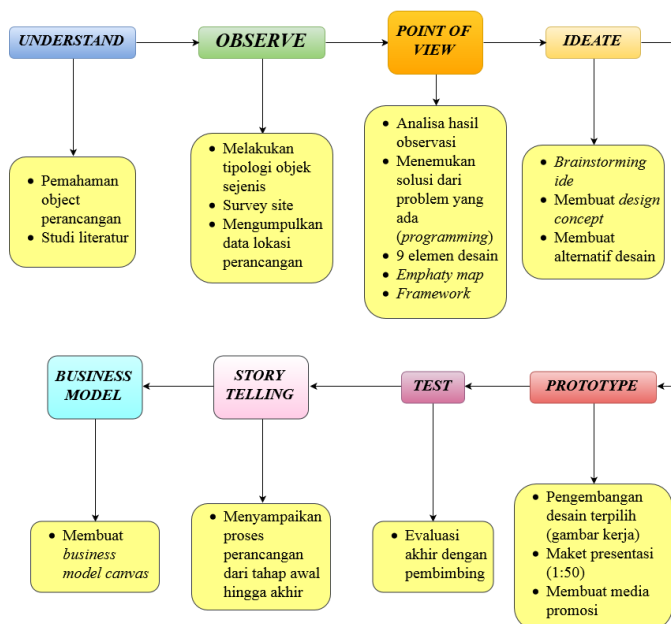 UNDERSTAND
OBSERVE
POINT OF
VIEW
IDEATE
• Pemahaman
object
perancangan
• Studi literatur
• Melakukan
tipologi objek
sejenis
• Survey site
• Mengumpulkan
data lokasi
perancangan
• Analisa hasil
observasi
• Menemukan
solusi dari
problem yang
ada
(programming)
• 9 elemen desain
• Emphaty map
• Framework
• Brainstorming
ide
• Membuat design
concept
• Membuat
alternatif desain
BUSINESS
MODEL
STORY
TELLING
TEST
PROTOTYPE
• Membuat
business
model canvas
• Menyampaikan
proses
perancangan
dari tahap awal
hingga akhir
• Evaluasi
akhir dengan
pembimbing
• Pengembangan
desain terpilih
(gambar kerja)
• Maket presentasi
(1:50)
• Membuat media
promosi